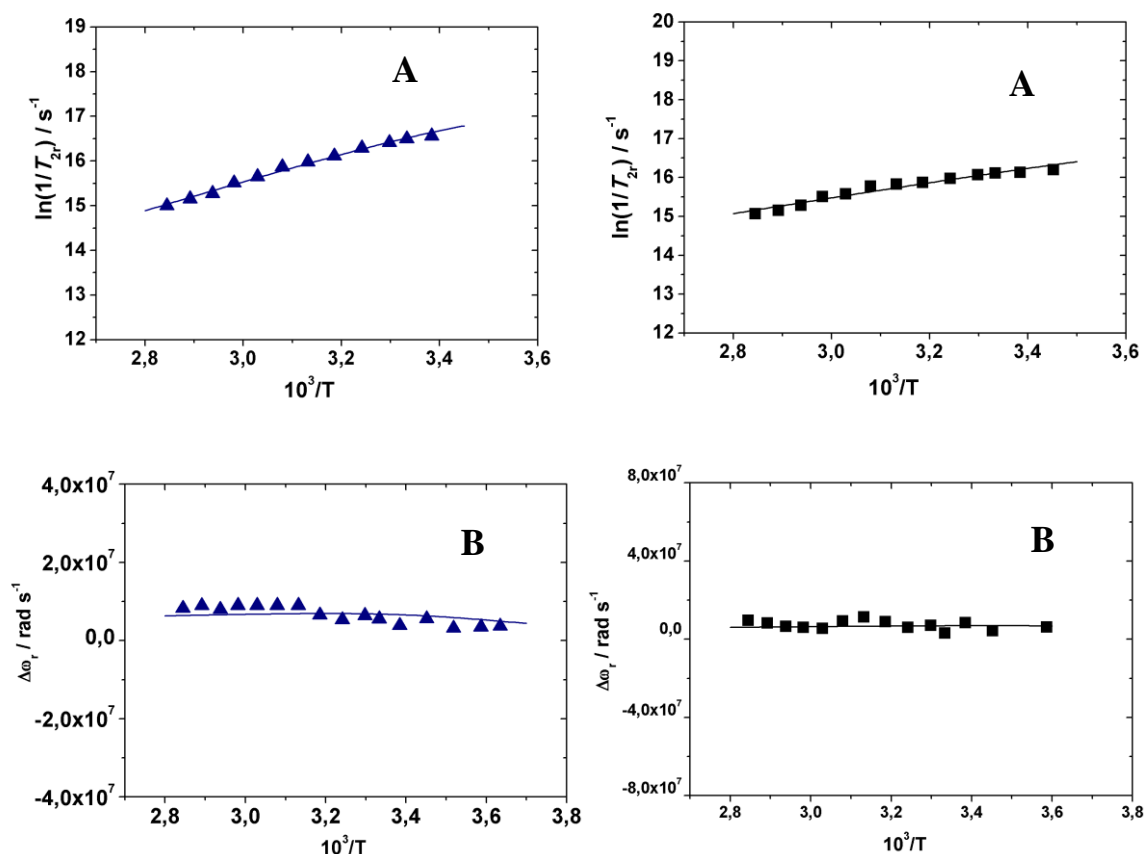 19
18
17
16
15
14
13
12
ln(1/T2r) / s-1
A
2,8
3,0
3,2
3,4
3,6
10³/T
20
19
18
17
16
15
14
13
12
ln(1/T2r) / s-1
A
2,8
3,0
3,2
3,4
3,6
10³/T
4,0x10⁷
2,0x10⁷
0,0
-2,0x10⁷
-4,0x10⁷
Δωr / rad s-1
B
2,8
3,0
3,2
3,4
3,6
3,8
10³/T
8,0x10⁷
4,0x10⁷
0,0
-4,0x10⁷
-8,0x10⁷
Δωr / rad s-1
B
2,8
3,0
3,2
3,4
3,6
3,8
10³/T